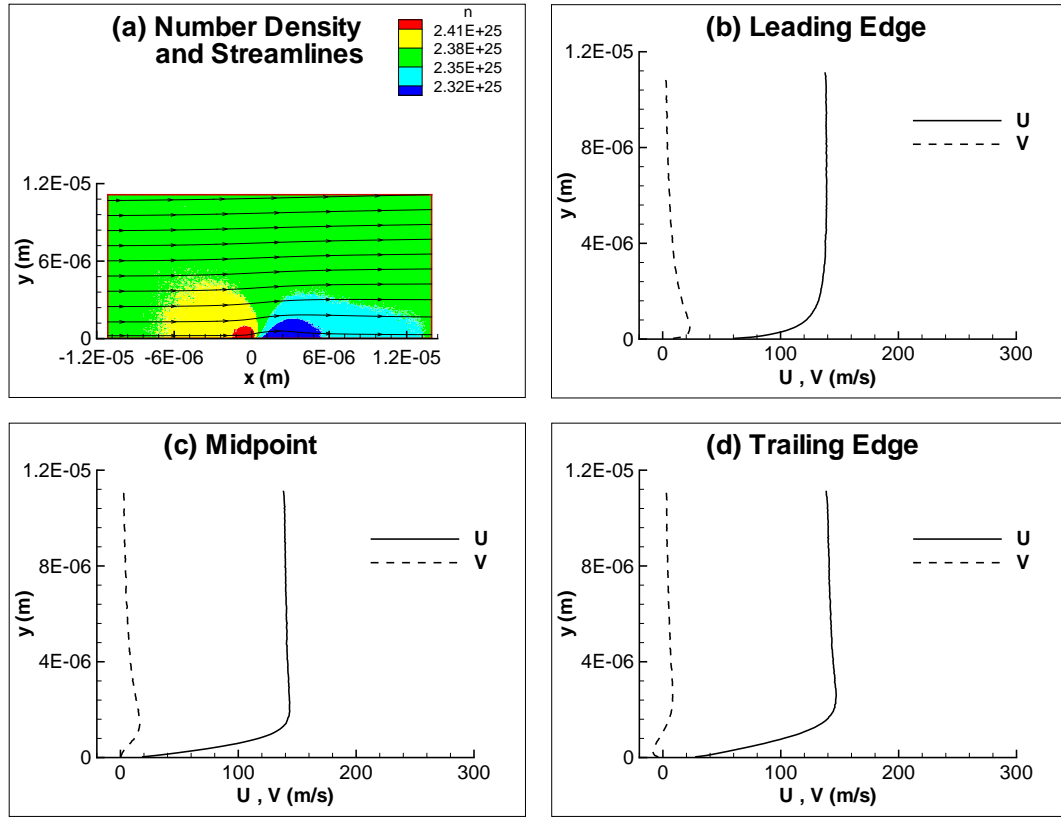 (a) Number Density
and Streamlines
n
2.41E+25
2.38E+25
2.35E+25
2.32E+25
y (m)
1.2E-05
6E-06
0
-1.2E-05 -6E-06 0 6E-06 1.2E-05
x (m)
(b) Leading Edge
U
V
y (m)
1.2E-05
8E-06
4E-06
0
0 100 200 300
U , V (m/s)
(c) Midpoint
U
V
y (m)
1.2E-05
8E-06
4E-06
0
0 100 200 300
U , V (m/s)
(d) Trailing Edge
U
V
y (m)
1.2E-05
8E-06
4E-06
0
0 100 200 300
U , V (m/s)